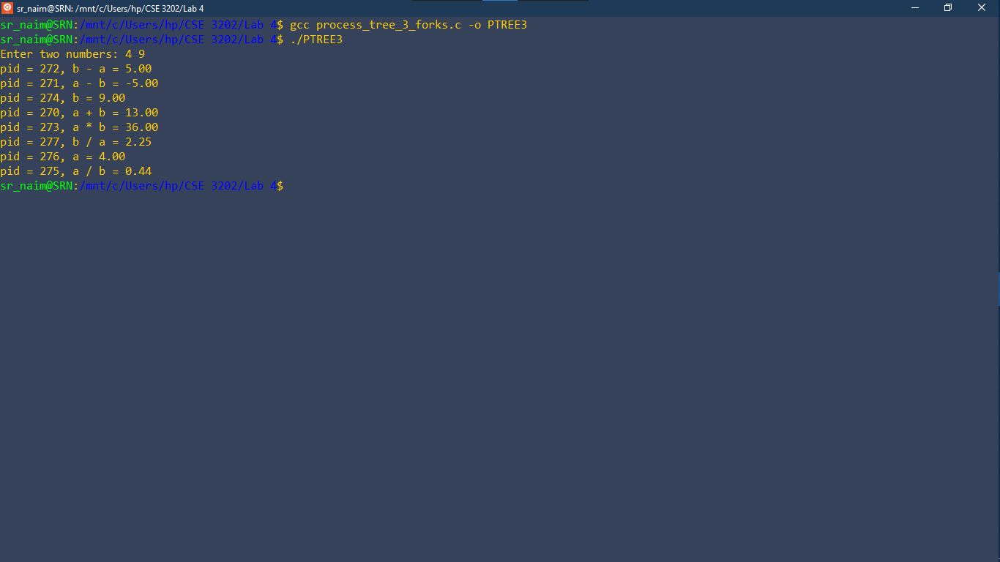 sr_naim@SRN: /mnt/c/Users/hp/CSE 3202/Lab 4
sr_naim@SRN:/mnt/c/Users/hp/CSE 3202/Lab 4$ gcc process_tree_3_forks.c -o PTREE3
sr_naim@SRN:/mnt/c/Users/hp/CSE 3202/Lab 4$ ./PTREE3
Enter two numbers: 4 9
pid = 272, b - a = 5.00
pid = 271, a - b = -5.00
pid = 274, b = 9.00
pid = 270, a + b = 13.00
pid = 273, a * b = 36.00
pid = 277, b / a = 2.25
pid = 276, a = 4.00
pid = 275, a / b = 0.44
sr_naim@SRN:/mnt/c/Users/hp/CSE 3202/Lab 4$